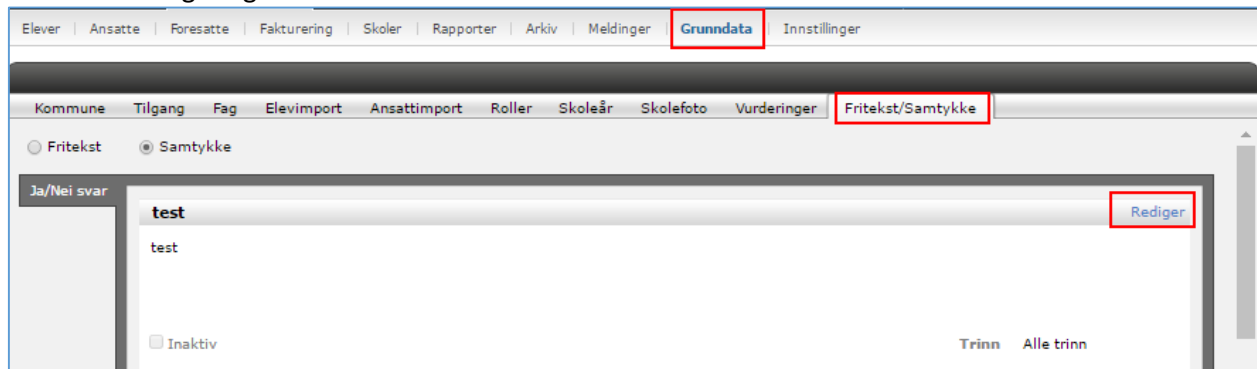 Elever | Ansatte | Foresatte | Fakturering | Skoler | Rapporter | Arkiv | Meldinger | Grunndata | Innstillinger
Kommune Tilgang Fag Elevimport Ansattimport Roller Skoleår Skolefoto Vurderinger Fritekst/Samtykke
Fritekst Samtykke
Ja/Nei svar
test Rediger
test
Inaktiv Trinn Alle trinn